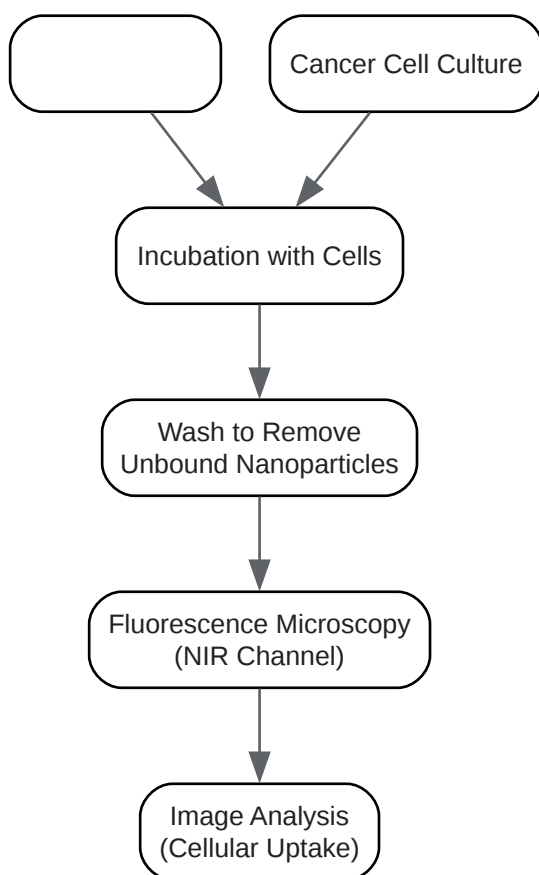 Cancer Cell Culture
Incubation with Cells
Wash to Remove
Unbound Nanoparticles
Fluorescence Microscopy
(NIR Channel)
Image Analysis
(Cellular Uptake)